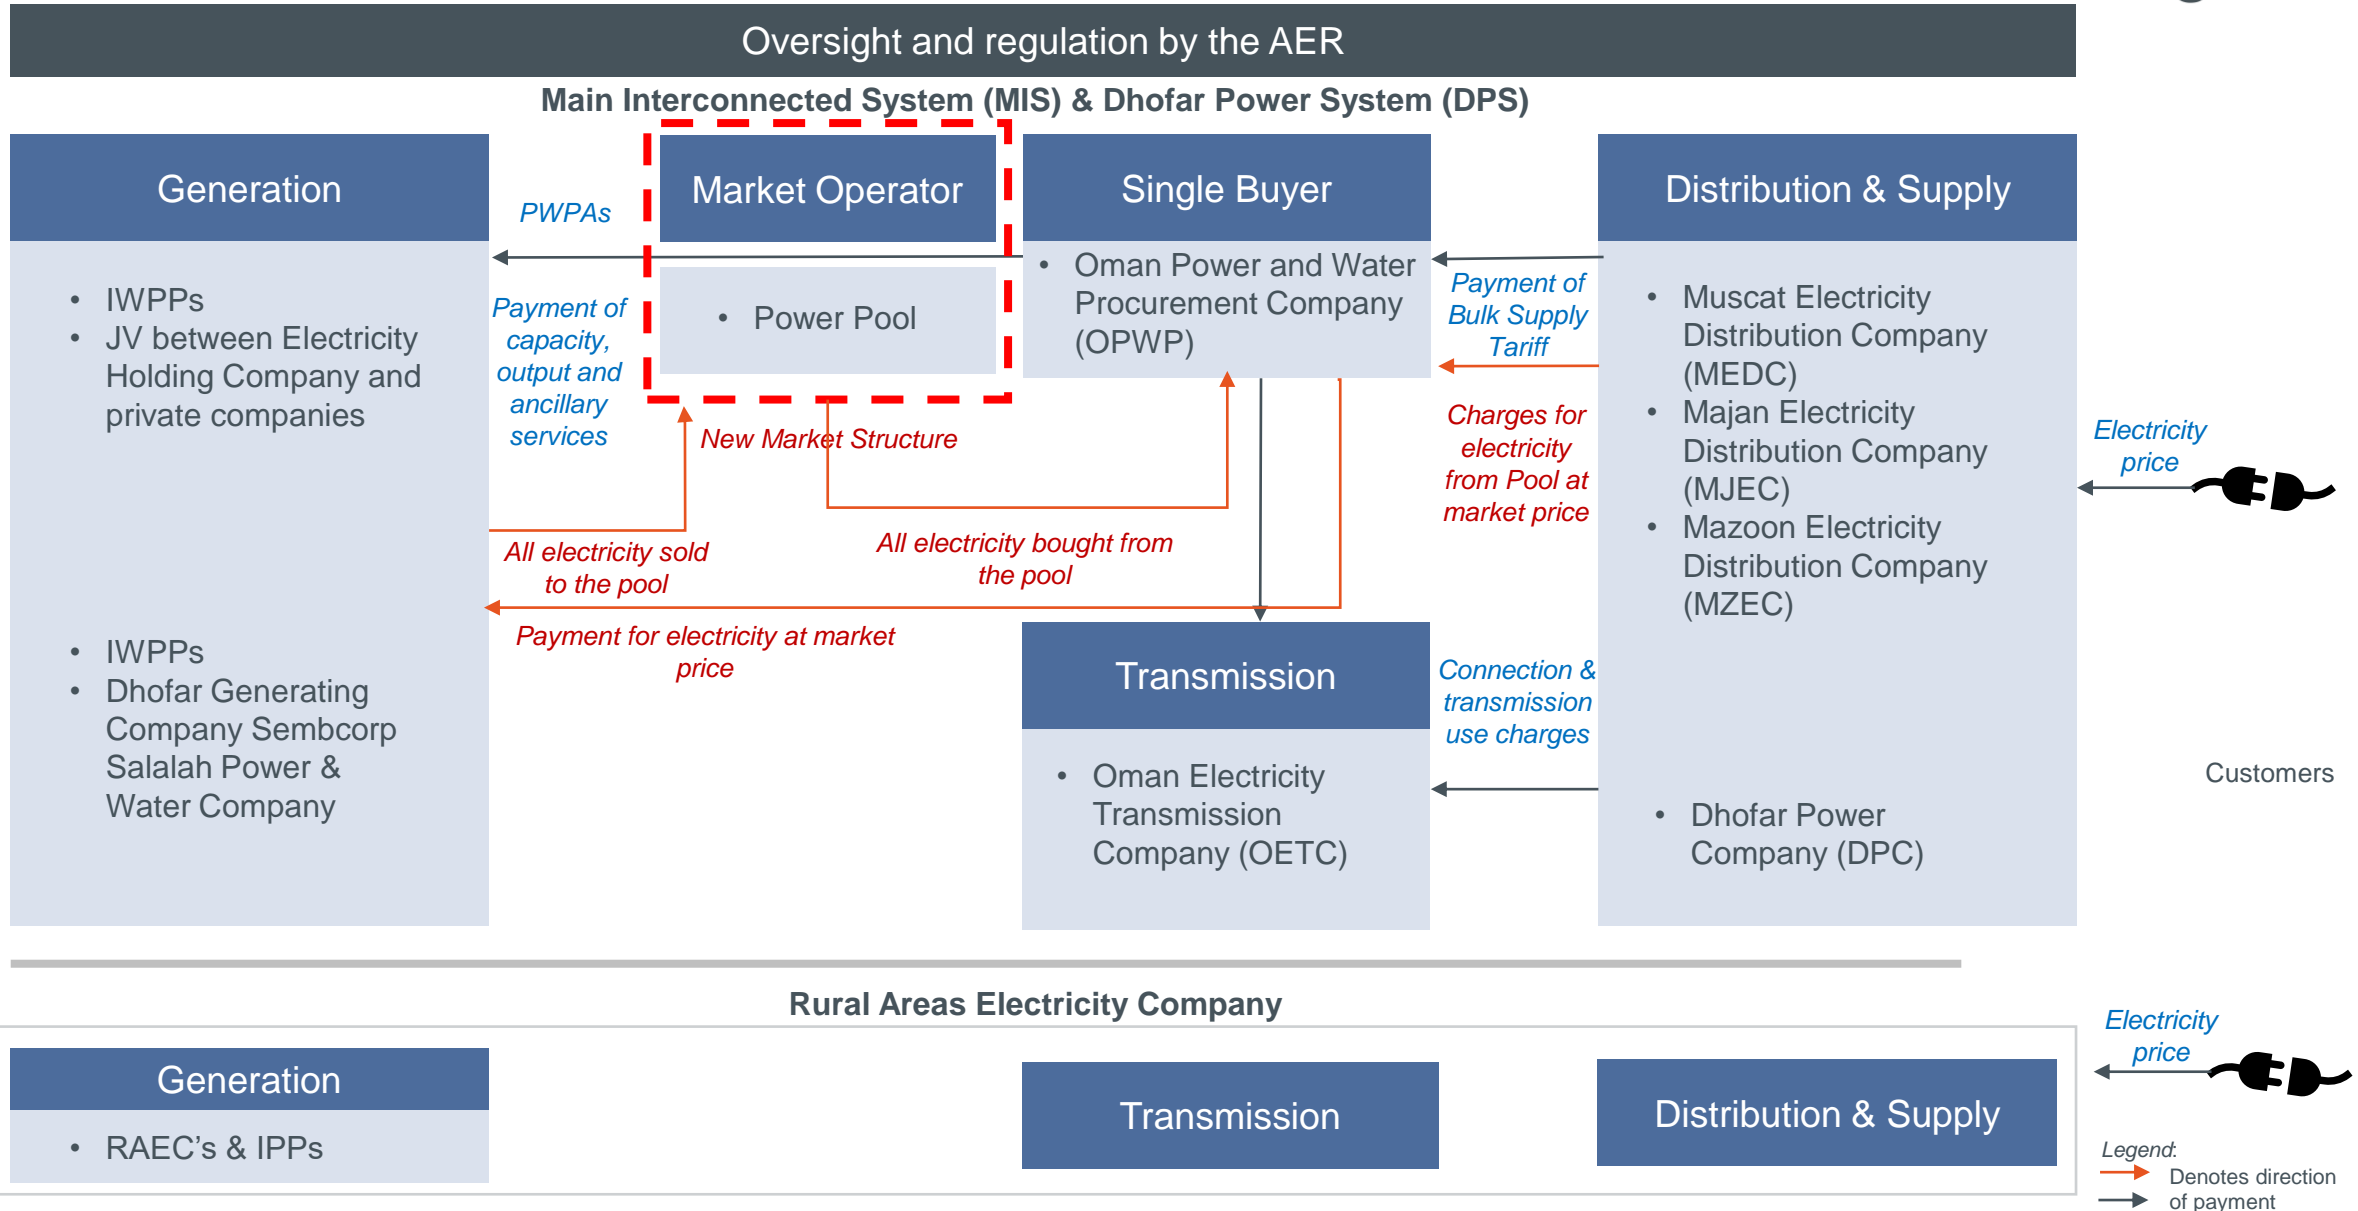 Oversight and regulation by the AER
Main Interconnected System (MIS) & Dhofar Power System (DPS)
Generation
• IWPPs
• JV between Electricity
Holding Company and
private companies
• IWPPs
• Dhofar Generating
Company Sembcorp
Salalah Power &
Water Company
PWPAs
Payment of
capacity,
output and
ancillary
services
Market Operator
• Power Pool
New Market Structure
All electricity sold
to the pool
All electricity bought from
the pool
Payment for electricity at market
price
Single Buyer
• Oman Power and Water
Procurement Company
(OPWP)
Payment of
Bulk Supply
Tariff
Charges for
electricity
from Pool at
market price
Transmission
• Oman Electricity
Transmission
Company (OETC)
Connection &
transmission
use charges
Distribution & Supply
• Muscat Electricity
Distribution Company
(MEDC)
• Majan Electricity
Distribution Company
(MJEC)
• Mazoon Electricity
Distribution Company
(MZEC)
• Dhofar Power
Company (DPC)
Electricity
price
Customers
Rural Areas Electricity Company
Generation
• RAEC's & IPPs
Transmission
Distribution & Supply
Electricity
price
Legend:
Denotes direction
of payment